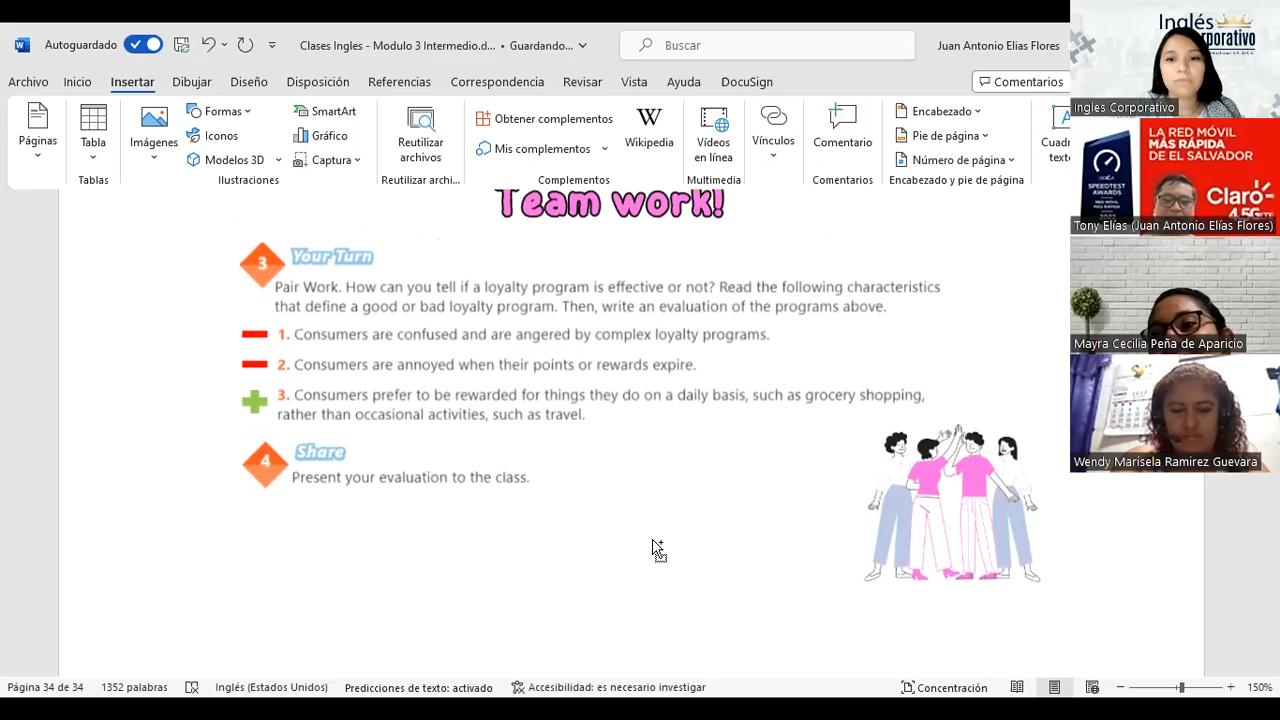 Autoguardado
Clases Ingles - Modulo 3 Intermedio.d... • Guardando...
Buscar
Juan Antonio Elias Flores
Archivo Inicio Insertar Dibujar Diseño Disposición Referencias Correspondencia Revisar Vista Ayuda DocuSign
Comentarios
Páginas
Tabla
Tablas
Imágenes
Formas
Iconos
Modelos 3D
SmartArt
Gráfico
Captura
Ilustraciones
Reutilizar
archivos
Reutilizar archi...
Obtener complementos
Mis complementos
Complementos
Wikipedia
Vídeos
en línea
Multimedia
Vínculos
Comentario
Comentarios
Encabezado
Pie de página
Número de página
Encabezado y pie de página
Team work!
3 Your Turn
Pair Work. How can you tell if a loyalty program is effective or not? Read the following characteristics
that define a good or bad loyalty program. Then, write an evaluation of the programs above.
1. Consumers are confused and are angered by complex loyalty programs.
2. Consumers are annoyed when their points or rewards expire.
3. Consumers prefer to be rewarded for things they do on a daily basis, such as grocery shopping,
rather than occasional activities, such as travel.
4 Share
Present your evaluation to the class.
Página 34 de 34
1352 palabras
Inglés (Estados Unidos)
Predicciones de texto: activado
Accesibilidad: es necesario investigar
Concentración
150%
Inglés
Ingles Corporativo
SPEEDTEST
AWARDS
LA RED MÓVIL
MÁS RÁPIDA
DE EL SALVADOR
Claro
4.5G
Tony Elías (Juan Antonio Elías Flores)
Mayra Cecilia Peña de Aparicio
Wendy Marisela Ramirez Guevara